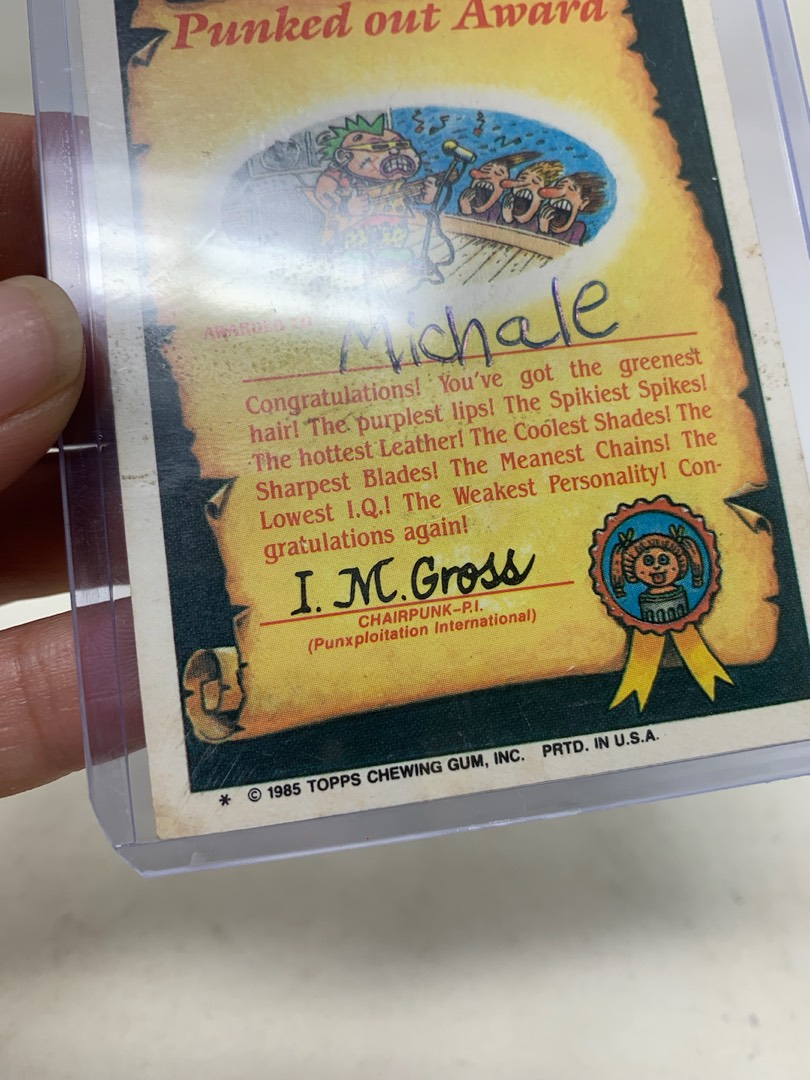 Punked out Award
AWARDED TO
Michale
Congratulations! You've got the greenest
hair! The purplest lips! The Spikiest Spikes!
The hottest Leather! The Coolest Shades! The
Sharpest Blades! The Meanest Chains! The
Lowest I.Q.! The Weakest Personality! Con-
gratulations again!
I. M. Gross
CHAIRPUNK–P.I.
(Punxploitation International)
* © 1985 TOPPS CHEWING GUM, INC. PRTD. IN U.S.A.